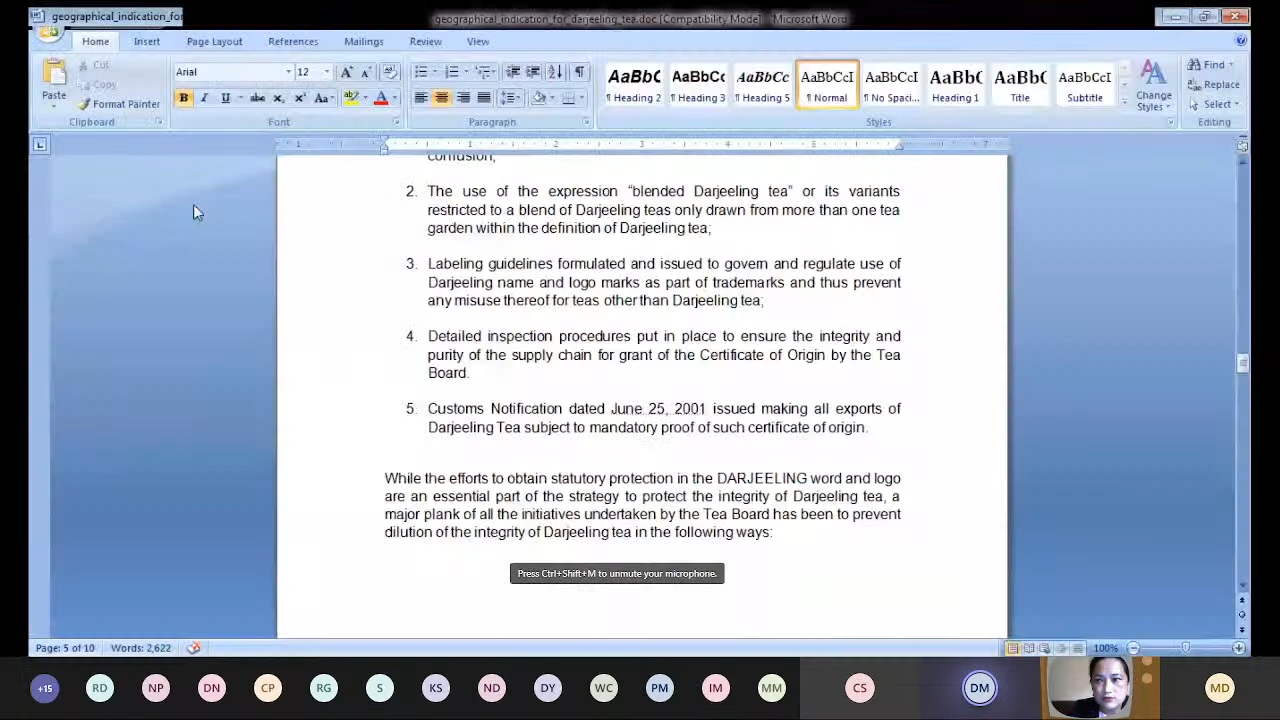 geographical_indication_for
geographical_indication_for_darjeeling_tea.doc [Compatibility Mode] - Microsoft Word
Home Insert Page Layout References Mailings Review View
Paste
Cut
Copy
Format Painter
Clipboard
Arial 12
Font
Paragraph
AaBbC AaBbCc AaBbCc AaBbCcI AaBbCcI AaBbC AaBbC AaBbCcI
¶ Heading 2 ¶ Heading 3 ¶ Heading 5 ¶ Normal ¶ No Spaci... Heading 1 Title Subtitle
Change
Styles
Styles
Find
Replace
Select
Editing
confusion;
2. The use of the expression “blended Darjeeling tea” or its variants
restricted to a blend of Darjeeling teas only drawn from more than one tea
garden within the definition of Darjeeling tea;
3. Labeling guidelines formulated and issued to govern and regulate use of
Darjeeling name and logo marks as part of trademarks and thus prevent
any misuse thereof for teas other than Darjeeling tea;
4. Detailed inspection procedures put in place to ensure the integrity and
purity of the supply chain for grant of the Certificate of Origin by the Tea
Board.
5. Customs Notification dated June 25, 2001 issued making all exports of
Darjeeling Tea subject to mandatory proof of such certificate of origin.
While the efforts to obtain statutory protection in the DARJEELING word and logo
are an essential part of the strategy to protect the integrity of Darjeeling tea, a
major plank of all the initiatives undertaken by the Tea Board has been to prevent
dilution of the integrity of Darjeeling tea in the following ways:
Press Ctrl+Shift+M to unmute your microphone.
Page: 5 of 10 Words: 2,622 100%
+15 RD NP DN CP RG S KS ND DY WC PM IM MM CS DM MD